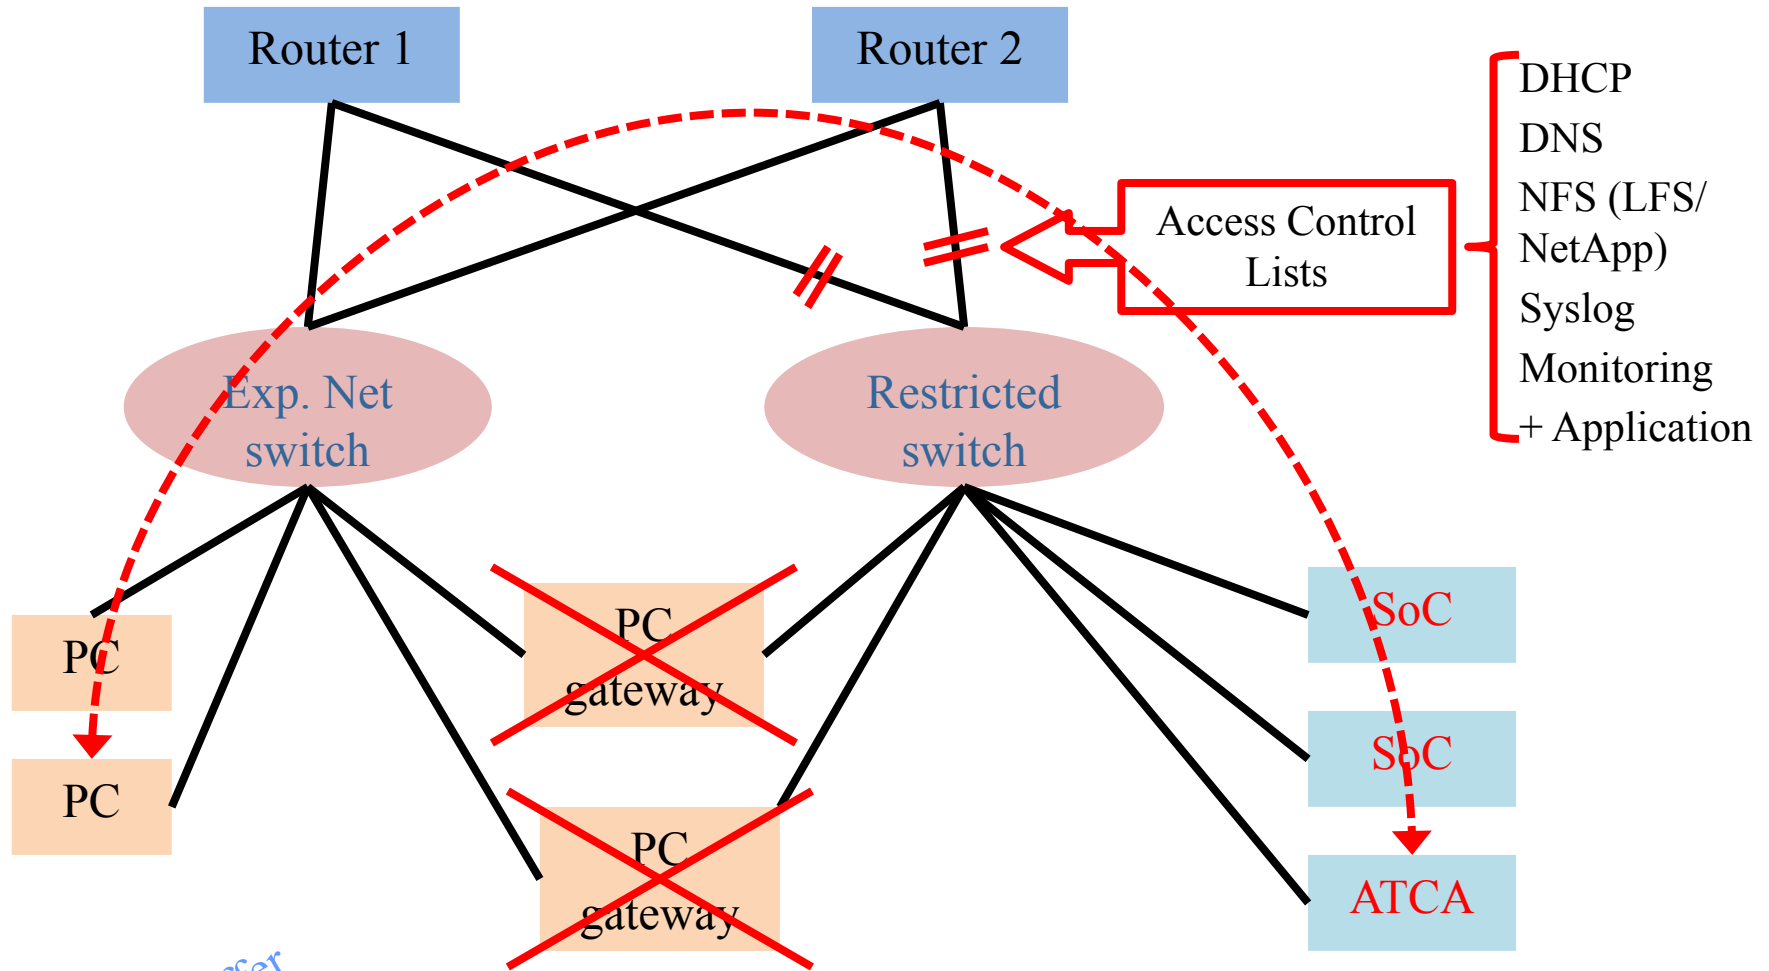 Router 1
Router 2
DHCP
DNS
NFS (LFS/
NetApp)
Syslog
Monitoring
+ Application
Access Control
Lists
Exp. Net
switch
Restricted
switch
PC
PC
PC
gateway
PC
gateway
SoC
SoC
ATCA